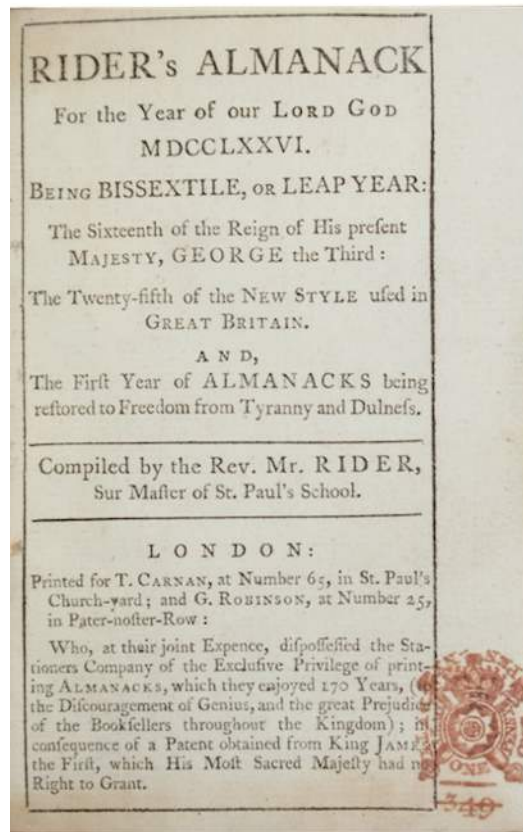 RIDER's ALMANACK
For the Year of our LORD GOD
MDCCLXXVI.
BEING BISSEXTILE, OR LEAP YEAR:
The Sixteenth of the Reign of His preſent
MAJESTY, GEORGE the Third:
The Twenty-fifth of the NEW STYLE uſed in
GREAT BRITAIN.
AND,
The Firſt Year of ALMANACKS being
reſtored to Freedom from Tyranny and Dulneſs.
Compiled by the Rev. Mr. RIDER,
Sur Maſter of St. Paul's School.
LONDON:
Printed for T. CARNAN, at Number 65, in St. Paul's
Church-yard; and G. ROBINSON, at Number 25,
in Pater-noſter-Row:
Who, at their joint Expence, diſpoſſeſſed the Sta-
tioners Company of the Excluſive Privilege of print-
ing ALMANACKS, which they enjoyed 170 Years, (to
the Diſcouragement of Genius, and the great Prejudice
of the Bookſellers throughout the Kingdom); in
conſequence of a Patent obtained from King JAMES
the Firſt, which His Moſt Sacred Majeſty had no
Right to Grant.
ONE
349